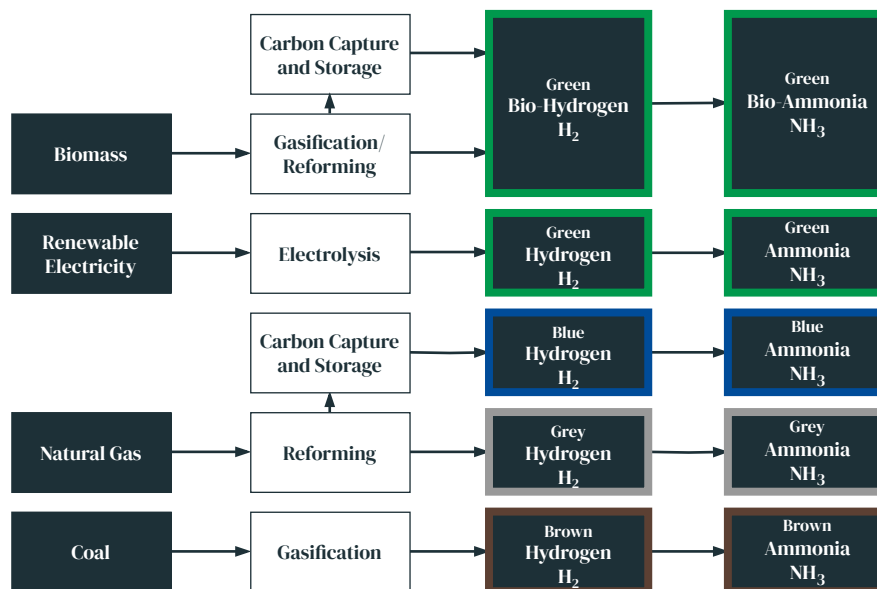 Carbon Capture
and Storage
Green
Bio-Hydrogen
H₂
Green
Bio-Ammonia
NH₃
Biomass
Gasification/
Reforming
Renewable
Electricity
Electrolysis
Green
Hydrogen
H₂
Green
Ammonia
NH₃
Carbon Capture
and Storage
Blue
Hydrogen
H₂
Blue
Ammonia
NH₃
Natural Gas
Reforming
Grey
Hydrogen
H₂
Grey
Ammonia
NH₃
Coal
Gasification
Brown
Hydrogen
H₂
Brown
Ammonia
NH₃